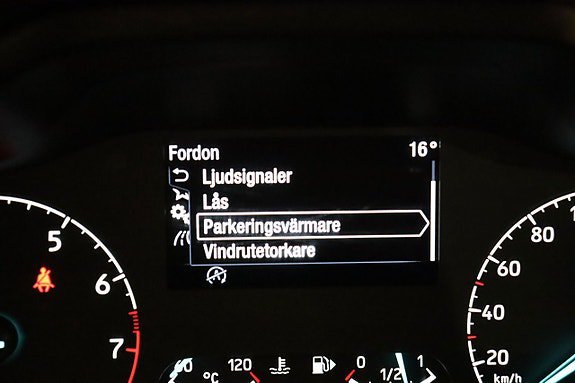 Fordon 16°
Ljudsignaler
Lås
Parkeringsvärmare
Vindrutetorkare
5
6
7
120
°C
0
1/2
1
80
60
40
20
km/h